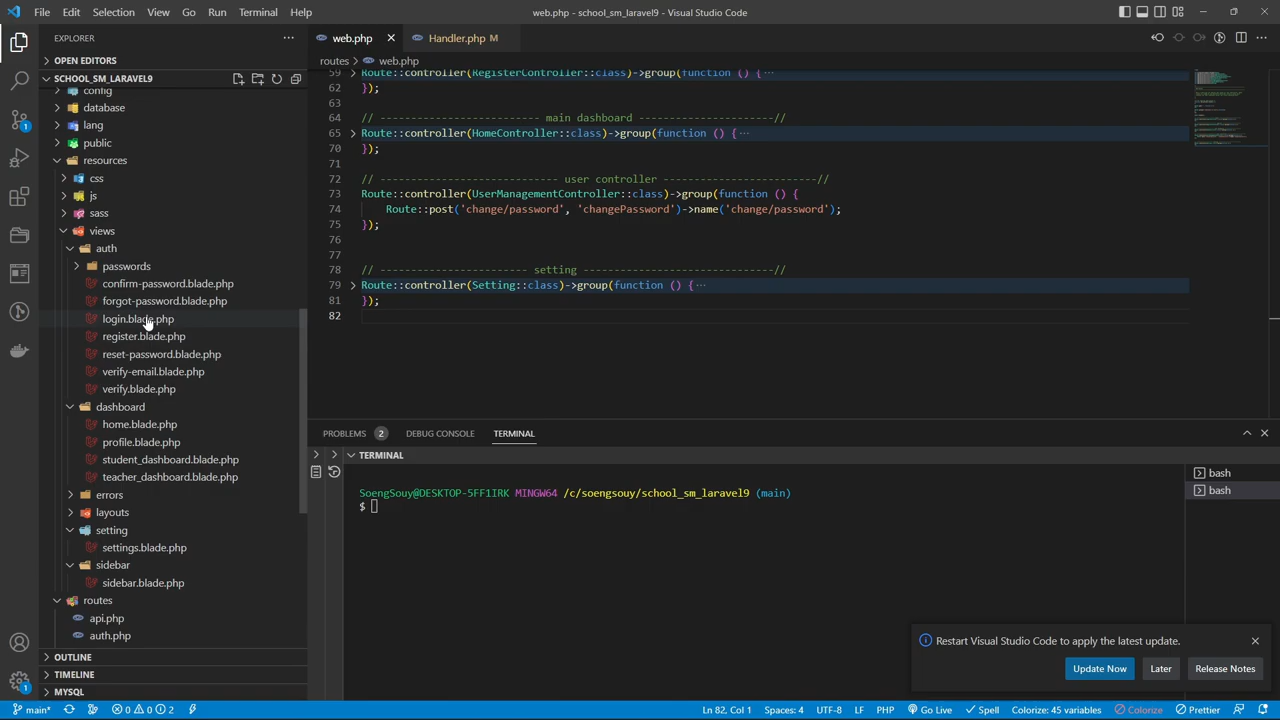 File Edit Selection View Go Run Terminal Help
web.php - school_sm_laravel9 - Visual Studio Code
EXPLORER
OPEN EDITORS
SCHOOL_SM_LARAVEL9
config
database
lang
public
resources
css
js
sass
views
auth
passwords
confirm-password.blade.php
forgot-password.blade.php
login.blade.php
register.blade.php
reset-password.blade.php
verify-email.blade.php
verify.blade.php
dashboard
home.blade.php
profile.blade.php
student_dashboard.blade.php
teacher_dashboard.blade.php
errors
layouts
setting
settings.blade.php
sidebar
sidebar.blade.php
routes
api.php
auth.php
OUTLINE
TIMELINE
MYSQL
web.php
Handler.php M
routes > web.php
59 Route::controller(RegisterController::class)->group(function () {···
62 });
63
64 // -------------------------- main dashboard ----------------------//
65 Route::controller(HomeController::class)->group(function () {···
70 });
71
72 // ----------------------------- user controller -------------------------//
73 Route::controller(UserManagementController::class)->group(function () {
74 Route::post('change/password', 'changePassword')->name('change/password');
75 });
76
77
78 // ------------------------ setting -------------------------------//
79 Route::controller(Setting::class)->group(function () {···
81 });
82
PROBLEMS 2 DEBUG CONSOLE TERMINAL
TERMINAL
SoengSouy@DESKTOP-5FF1IRK MINGW64 /c/soengsouy/school_sm_laravel9 (main)
$
bash
bash
Restart Visual Studio Code to apply the latest update.
Update Now Later Release Notes
1
1
main* 0 0 2 Ln 82, Col 1 Spaces: 4 UTF-8 LF PHP Go Live Spell Colorize: 45 variables Colorize Prettier